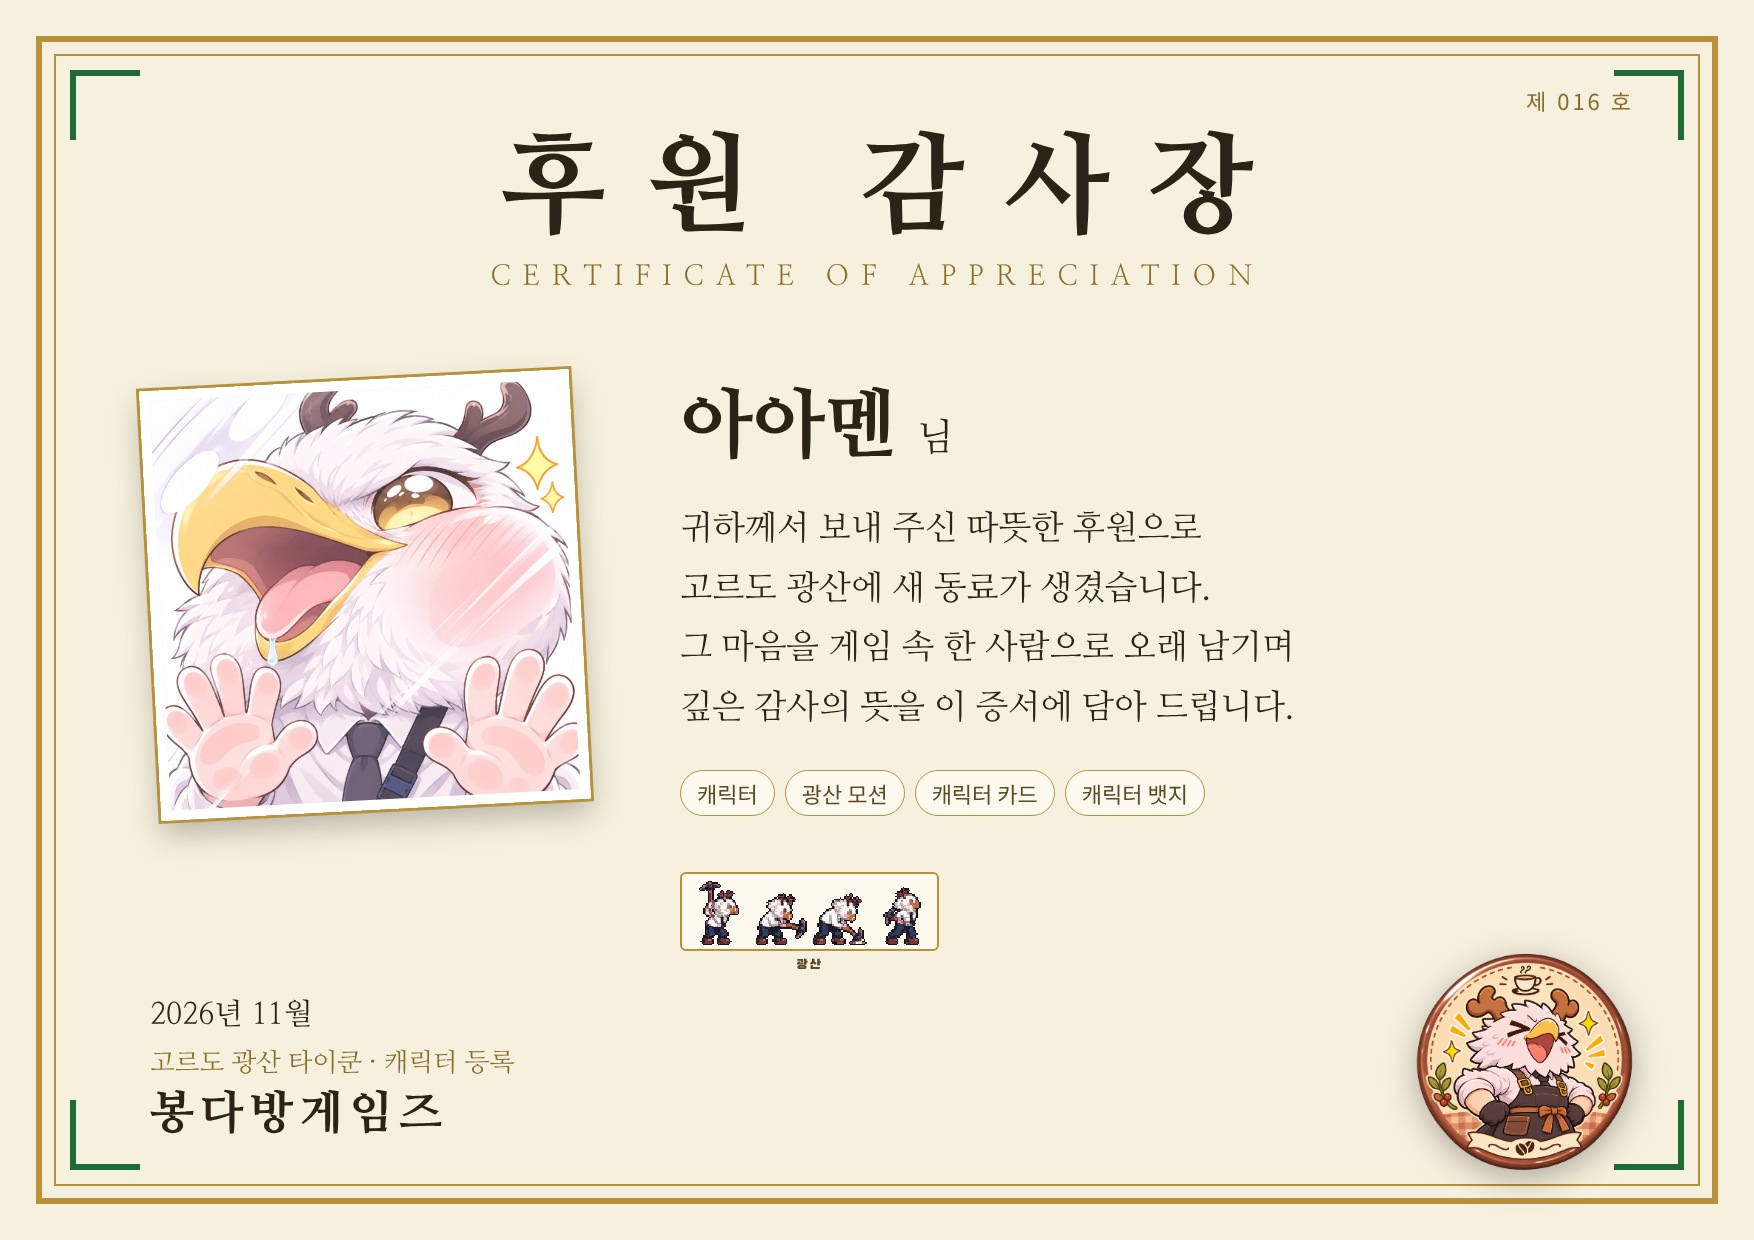 제 016 호
후원 감사장
CERTIFICATE OF APPRECIATION
아아멘 님
귀하께서 보내 주신 따뜻한 후원으로
고르도 광산에 새 동료가 생겼습니다.
그 마음을 게임 속 한 사람으로 오래 남기며
깊은 감사의 뜻을 이 증서에 담아 드립니다.
캐릭터 광산 모션 캐릭터 카드 캐릭터 뱃지
광산
2026년 11월
고르도 광산 타이쿤 · 캐릭터 등록
봉다방게임즈